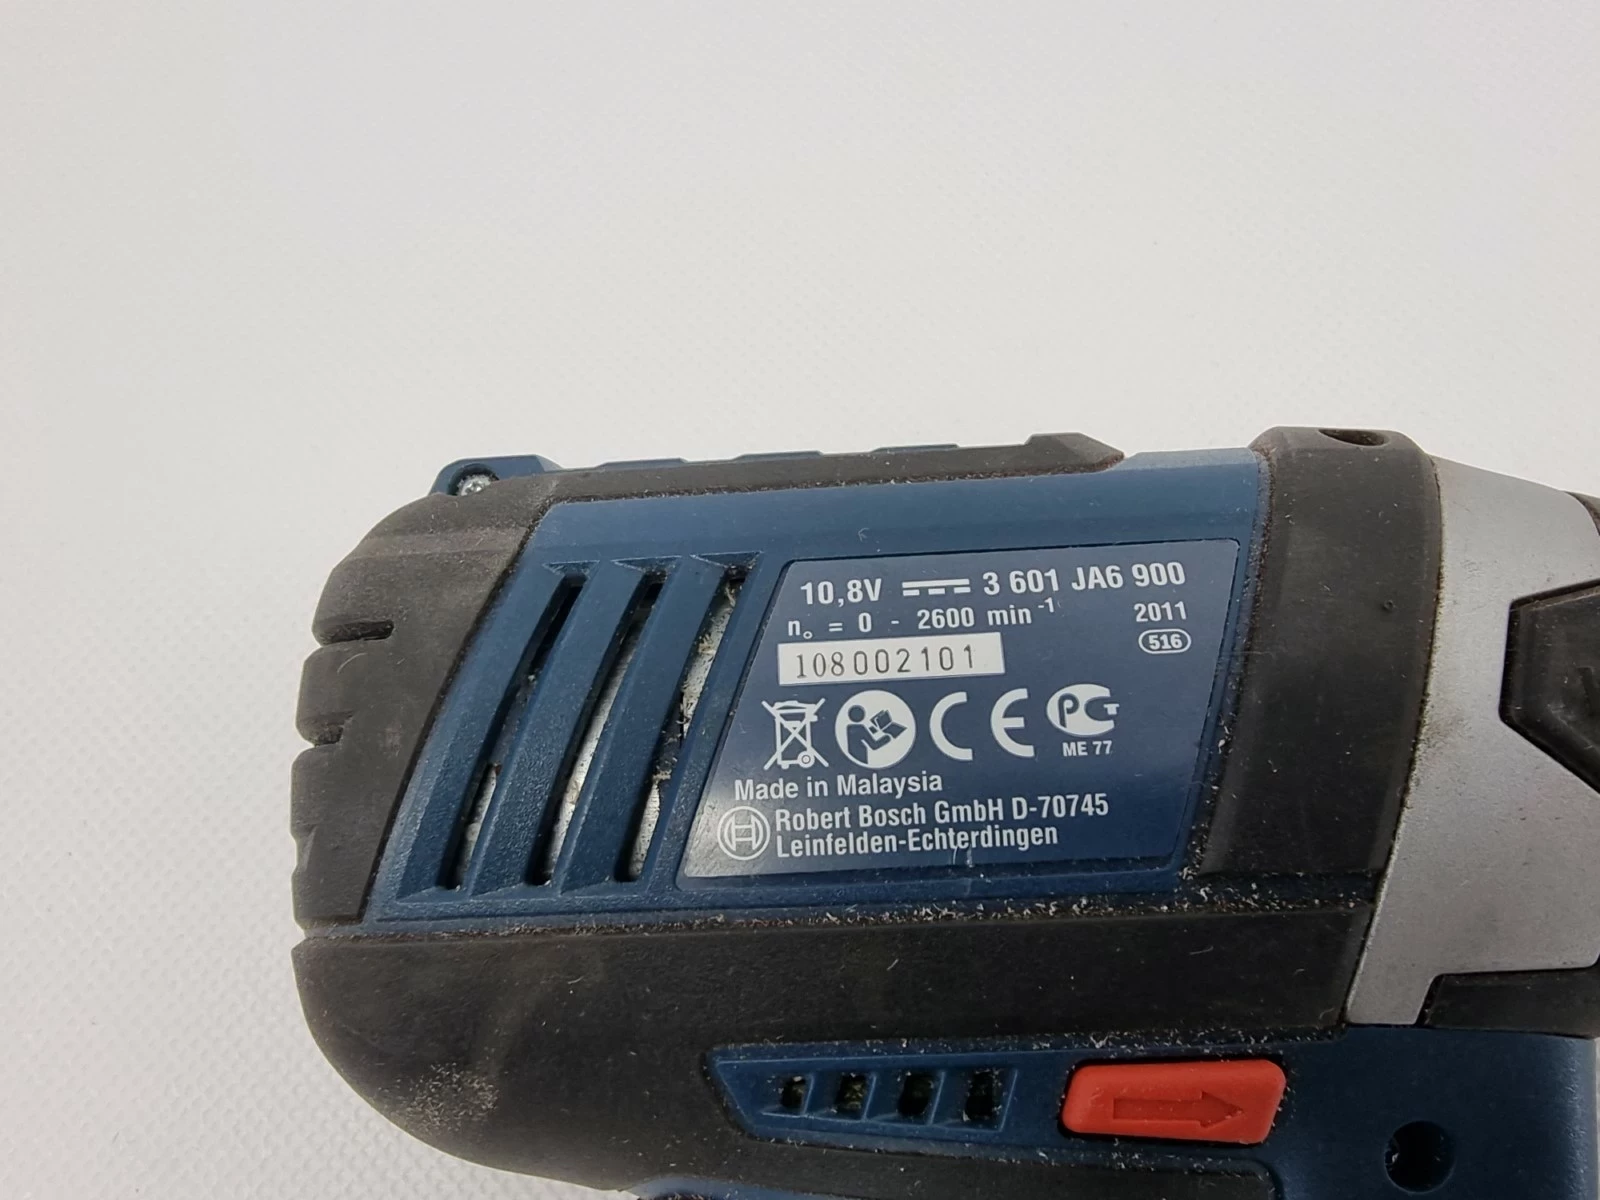 10,8V 3 601 JA6 900
n₀ = 0 - 2600 min⁻¹ 2011
516
108002101
CE PCT
ME 77
Made in Malaysia
Robert Bosch GmbH D-70745
Leinfelden-Echterdingen